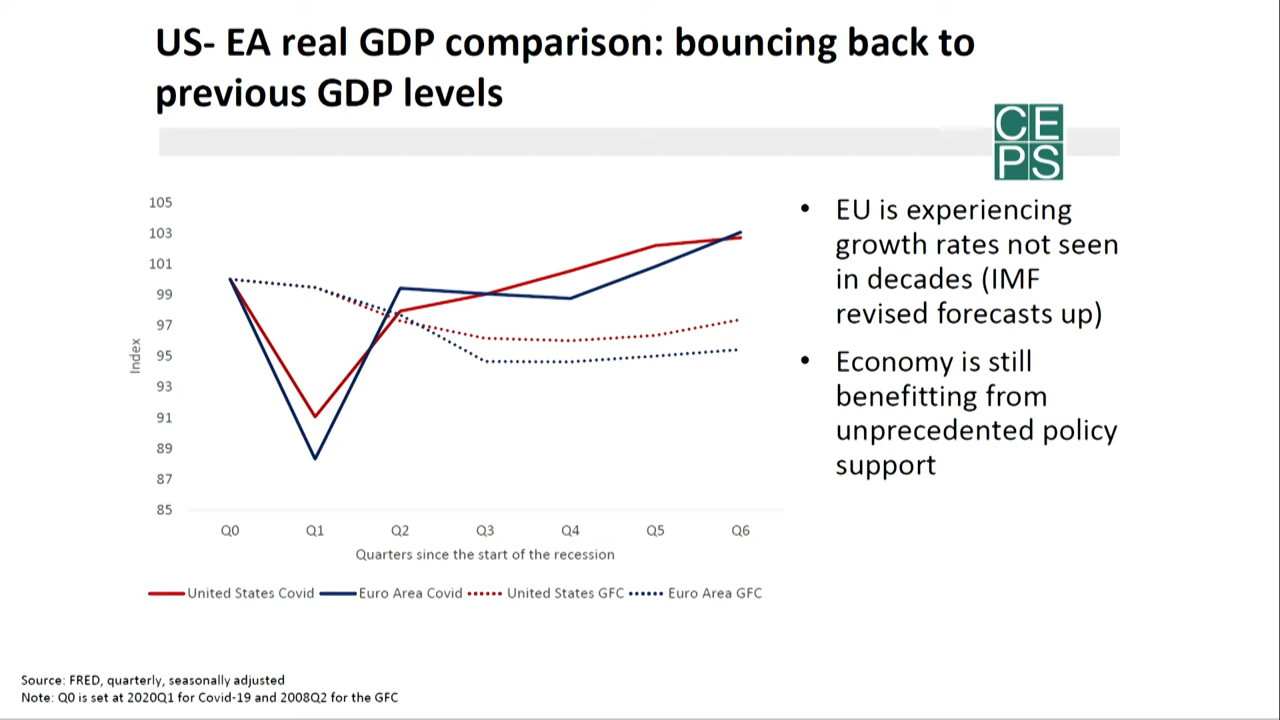 US- EA real GDP comparison: bouncing back to
previous GDP levels
CE
PS
105
103
101
99
97
95
93
91
89
87
85
Index
Q0 Q1 Q2 Q3 Q4 Q5 Q6
Quarters since the start of the recession
United States Covid Euro Area Covid United States GFC Euro Area GFC
• EU is experiencing
growth rates not seen
in decades (IMF
revised forecasts up)
• Economy is still
benefitting from
unprecedented policy
support
Source: FRED, quarterly, seasonally adjusted
Note: Q0 is set at 2020Q1 for Covid-19 and 2008Q2 for the GFC